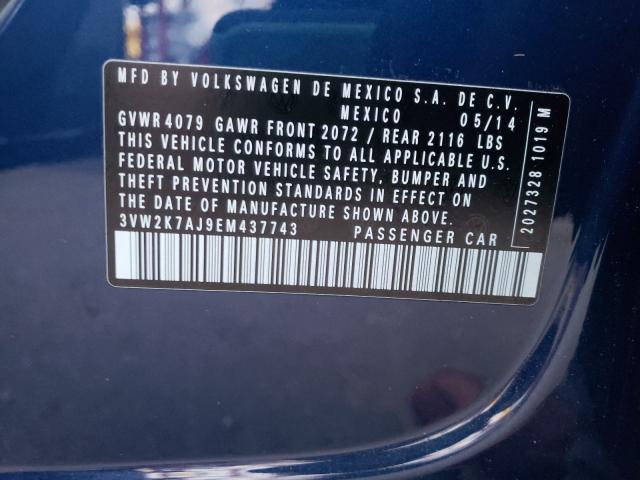 MFD BY VOLKSWAGEN DE MEXICO S.A. DE C.V.
MEXICO 05/14
GVWR 4079 GAWR FRONT 2072 / REAR 2116 LBS
THIS VEHICLE CONFORMS TO ALL APPLICABLE U.S.
FEDERAL MOTOR VEHICLE SAFETY, BUMPER AND
THEFT PREVENTION STANDARDS IN EFFECT ON
THE DATE OF MANUFACTURE SHOWN ABOVE.
3VW2K7AJ9EM437743 PASSENGER CAR
2027328 1019 M